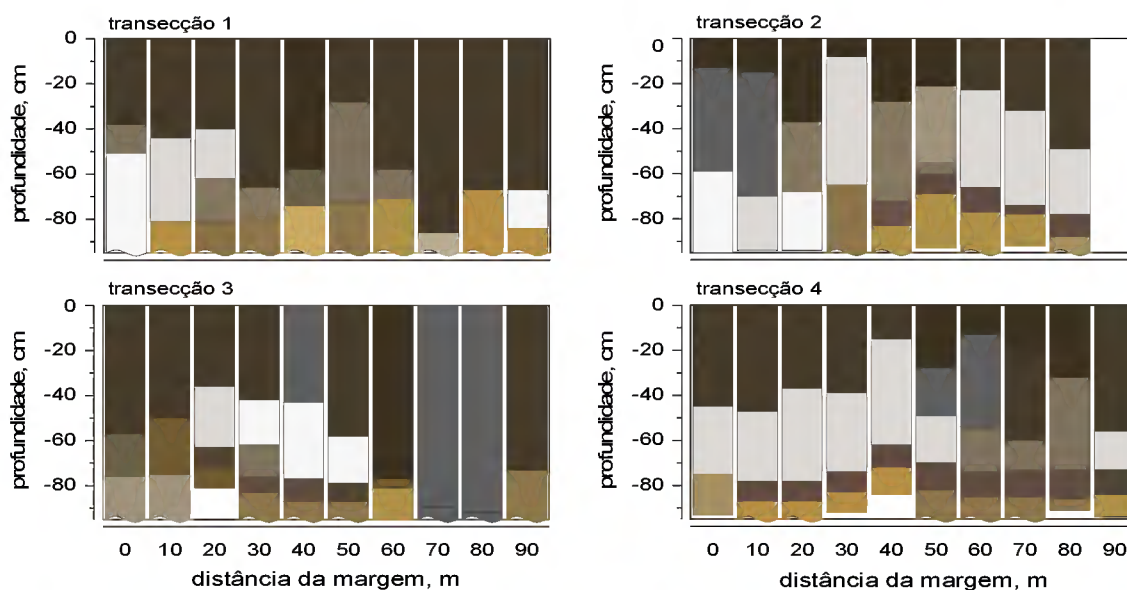 transecção 1
transecção 2
profundidade, cm
0
-20
-40
-60
-80
profundidade, cm
0
-20
-40
-60
-80
transecção 3
transecção 4
profundidade, cm
0
-20
-40
-60
-80
profundidade, cm
0
-20
-40
-60
-80
0 10 20 30 40 50 60 70 80 90
0 10 20 30 40 50 60 70 80 90
distância da margem, m
distância da margem, m